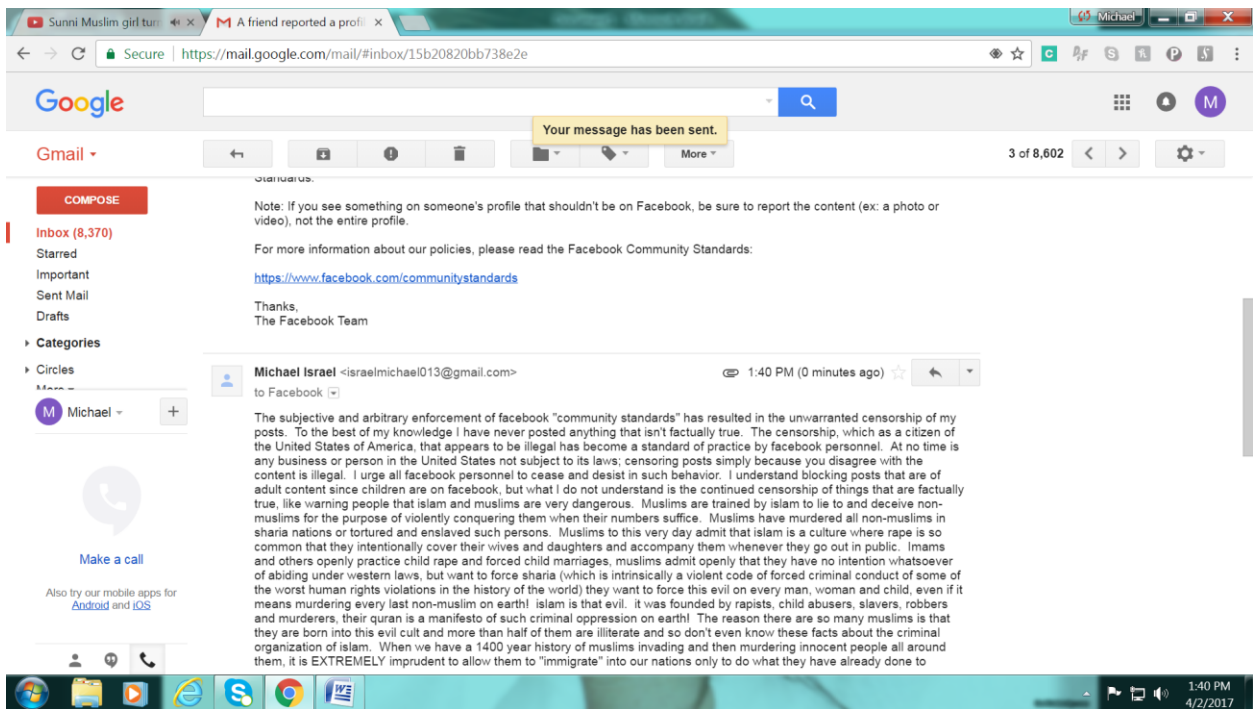 Sunni Muslim girl turn
A friend reported a profil
Michael
Secure
https://mail.google.com/mail/#inbox/15b20820bb738e2e
Google
M
Your message has been sent.
Gmail
More
3 of 8,602
COMPOSE
Inbox (8,370)
Starred
Important
Sent Mail
Drafts
Categories
Circles
More
M Michael
Make a call
Also try our mobile apps for
Android and iOS
Standards.
Note: If you see something on someone's profile that shouldn't be on Facebook, be sure to report the content (ex: a photo or
video), not the entire profile.
For more information about our policies, please read the Facebook Community Standards:
https://www.facebook.com/communitystandards
Thanks,
The Facebook Team
Michael Israel <israelmichael013@gmail.com>
1:40 PM (0 minutes ago)
to Facebook
The subjective and arbitrary enforcement of facebook "community standards" has resulted in the unwarranted censorship of my
posts. To the best of my knowledge I have never posted anything that isn't factually true. The censorship, which as a citizen of
the United States of America, that appears to be illegal has become a standard of practice by facebook personnel. At no time is
any business or person in the United States not subject to its laws; censoring posts simply because you disagree with the
content is illegal. I urge all facebook personnel to cease and desist in such behavior. I understand blocking posts that are of
adult content since children are on facebook, but what I do not understand is the continued censorship of things that are factually
true, like warning people that islam and muslims are very dangerous. Muslims are trained by islam to lie to and deceive non-
muslims for the purpose of violently conquering them when their numbers suffice. Muslims have murdered all non-muslims in
sharia nations or tortured and enslaved such persons. Muslims to this very day admit that islam is a culture where rape is so
common that they intentionally cover their wives and daughters and accompany them whenever they go out in public. Imams
and others openly practice child rape and forced child marriages, muslims admit openly that they have no intention whatsoever
of abiding under western laws, but want to force sharia (which is intrinsically a violent code of forced criminal conduct of some of
the worst human rights violations in the history of the world) they want to force this evil on every man, woman and child, even if it
means murdering every last non-muslim on earth! islam is that evil. it was founded by rapists, child abusers, slavers, robbers
and murderers, their quran is a manifesto of such criminal oppression on earth! The reason there are so many muslims is that
they are born into this evil cult and more than half of them are illiterate and so don't even know these facts about the criminal
organization of islam. When we have a 1400 year history of muslims invading and then murdering innocent people all around
them, it is EXTREMELY imprudent to allow them to "immigrate" into our nations only to do what they have already done to
1:40 PM
4/2/2017